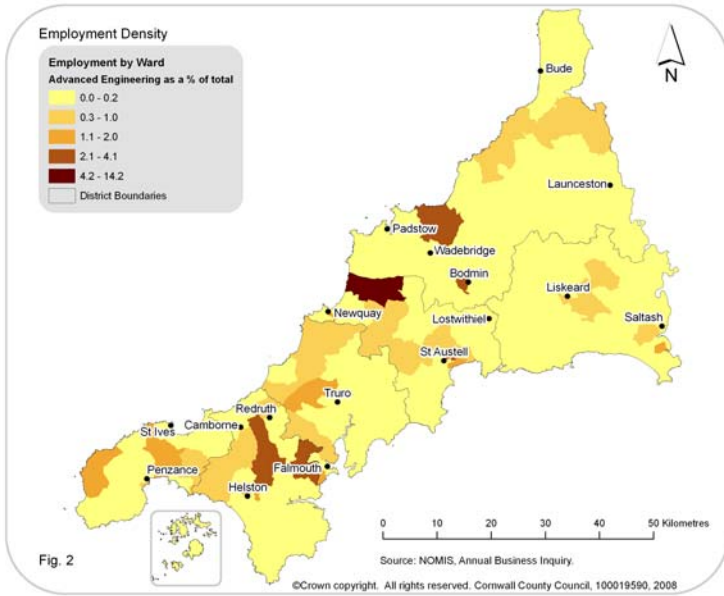 Employment Density
Employment by Ward
Advanced Engineering as a % of total
0.0 - 0.2
0.3 - 1.0
1.1 - 2.0
2.1 - 4.1
4.2 - 14.2
District Boundaries
N
Bude
Launceston
Padstow
Wadebridge
Bodmin
Liskeard
Newquay
Lostwithiel
Saltash
St Austell
Truro
Redruth
Camborne
St Ives
Penzance
Falmouth
Helston
0 10 20 30 40 50 Kilometres
Fig. 2
Source: NOMIS, Annual Business Inquiry.
©Crown copyright. All rights reserved. Cornwall County Council, 100019590, 2008